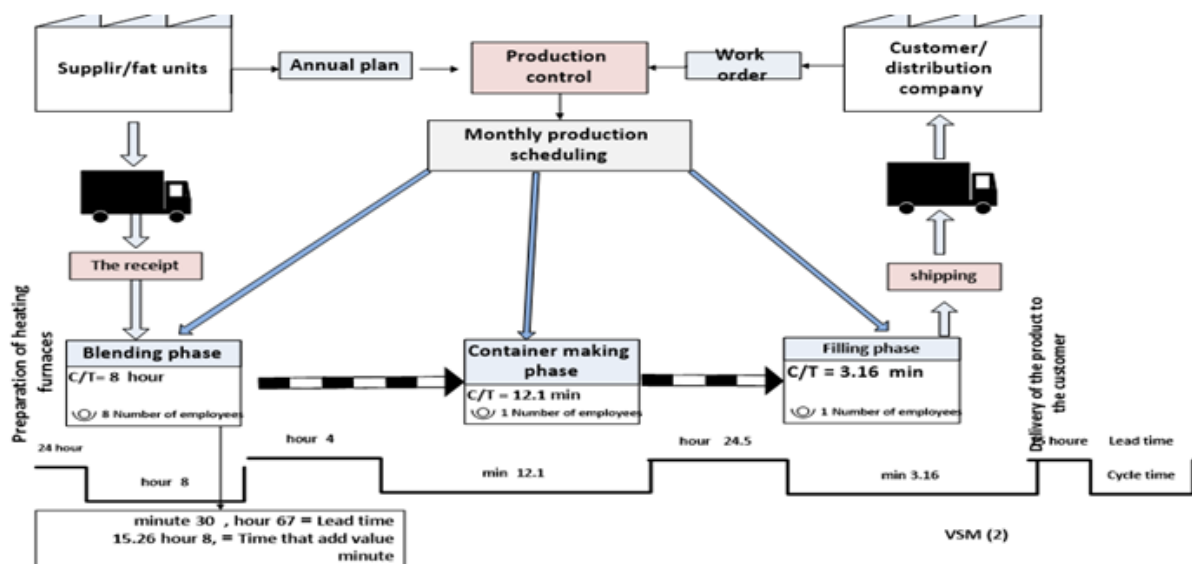 Supplir/fat units
Annual plan
Production
control
Work
order
Customer/
distribution
company
Monthly production
scheduling
The receipt
shipping
Preparation of heating
furnaces
Blending phase
C/T= 8 hour
8 Number of employees
Container making
phase
C/T = 12.1 min
1 Number of employees
Filling phase
C/T = 3.16 min
1 Number of employees
Delivery of the product to
the customer
24 hour
hour 8
hour 4
min 12.1
hour 24.5
min 3.16
houre
Lead time
Cycle time
minute 30 , hour 67 = Lead time
15.26 hour 8, = Time that add value
minute
VSM (2)